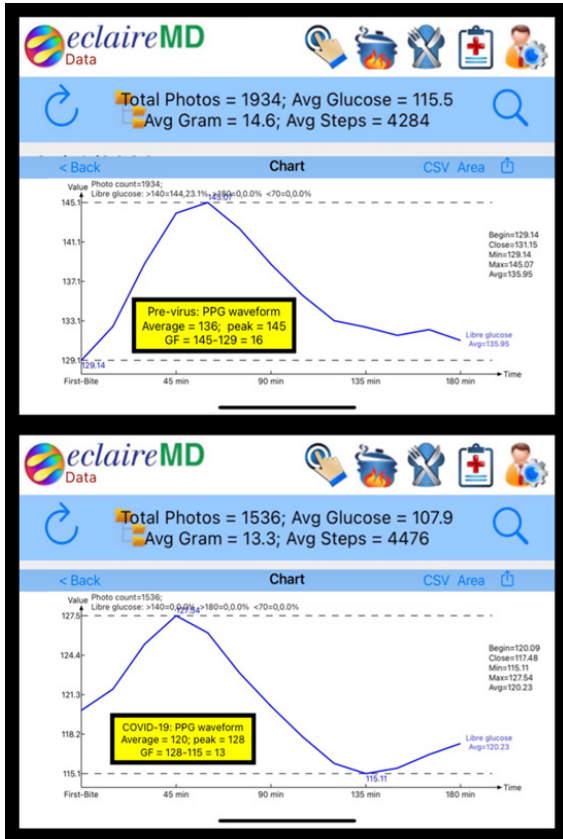 eclaireMD
Data
Total Photos = 1934; Avg Glucose = 115.5
Avg Gram = 14.6; Avg Steps = 4284
< Back
Chart
CSV Area
Value
Photo count=1934;
Libre glucose: >140=144,23.1% >180=0,0.0% <70=0,0.0%
145.07
145.1
141.1
137.1
133.1
129.1
129.14
Begin=129.14
Close=131.15
Min=129.14
Max=145.07
Avg=135.95
Pre-virus: PPG waveform
Average = 136; peak = 145
GF = 145-129 = 16
Libre glucose
Avg=135.95
First-Bite 45 min 90 min 135 min 180 min
Time
eclaireMD
Data
Total Photos = 1536; Avg Glucose = 107.9
Avg Gram = 13.3; Avg Steps = 4476
< Back
Chart
CSV Area
Value
Photo count=1536;
Libre glucose: >140=0,0.0% >180=0,0.0% <70=0,0.0%
127.54
127.5
124.4
121.3
118.2
115.1
Begin=120.09
Close=117.48
Min=115.11
Max=127.54
Avg=120.23
COVID-19: PPG waveform
Average = 120; peak = 128
GF = 128-115 = 13
Libre glucose
Avg=120.23
115.11
First-Bite 45 min 90 min 135 min 180 min
Time